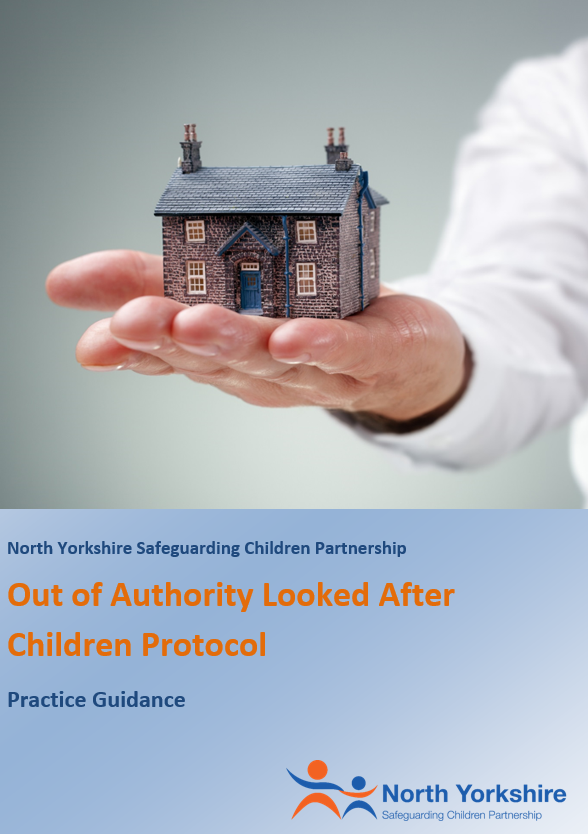 North Yorkshire Safeguarding Children Partnership
Out of Authority Looked After
Children Protocol
Practice Guidance
North Yorkshire
Safeguarding Children Partnership